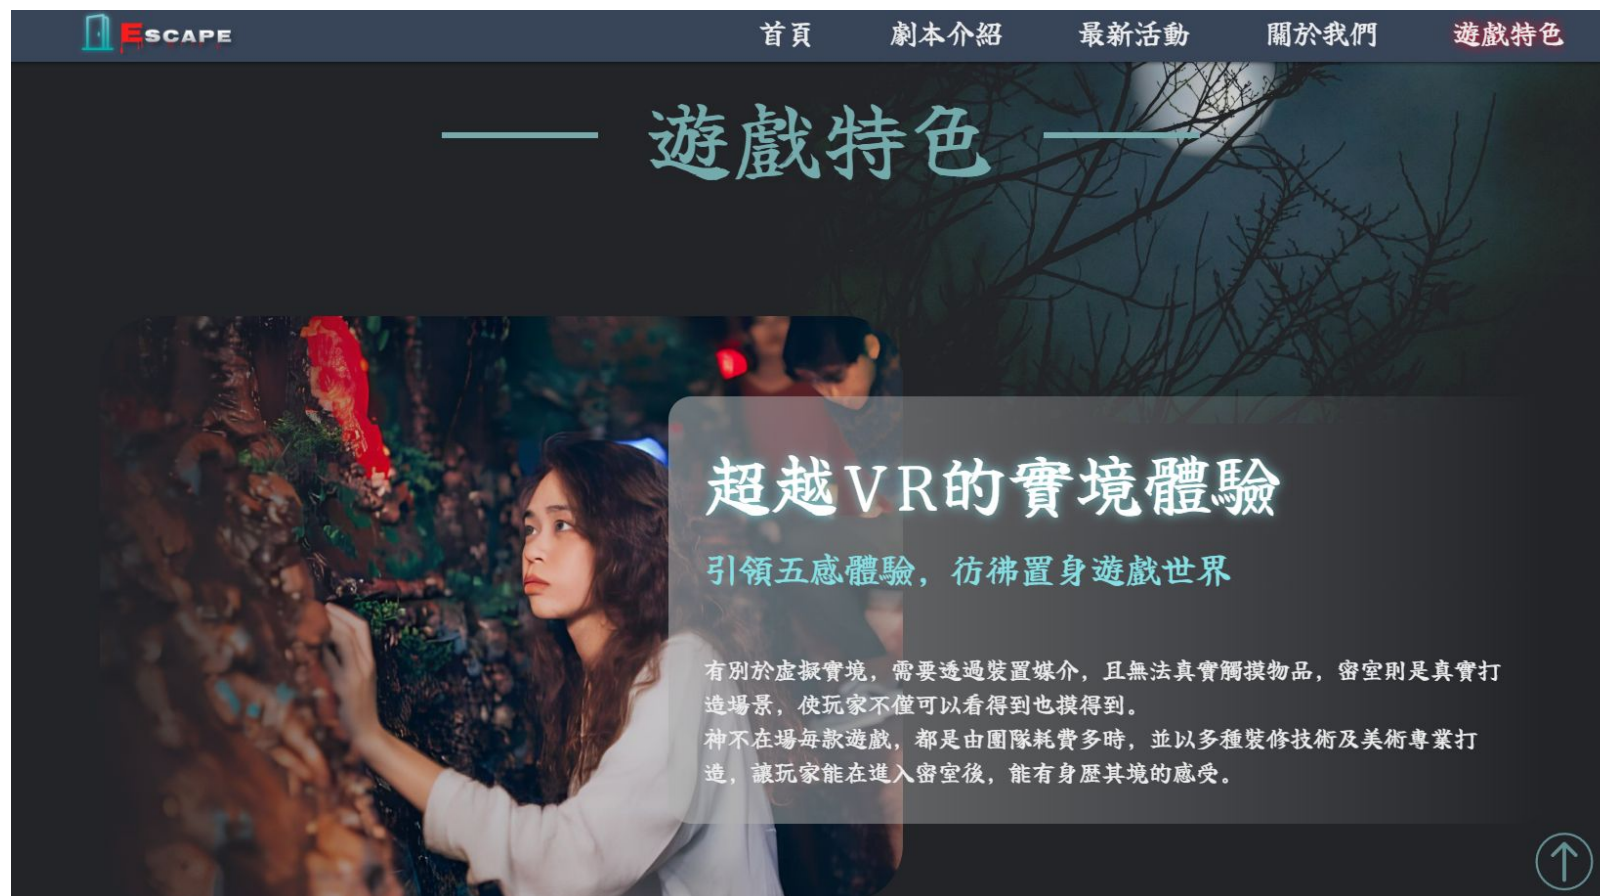 ESCAPE
首頁
劇本介紹
最新活動
關於我們
遊戲特色
遊戲特色
超越VR的實境體驗
引領五感體驗，彷彿置身遊戲世界
有別於虛擬實境，需要透過裝置媒介，且無法真實觸摸物品，密室則是真實打
造場景，使玩家不僅可以看得到也摸得到。
神不在場每款遊戲，都是由團隊耗費多時，並以多種裝修技術及美術專業打
造，讓玩家能在進入密室後，能有身歷其境的感受。